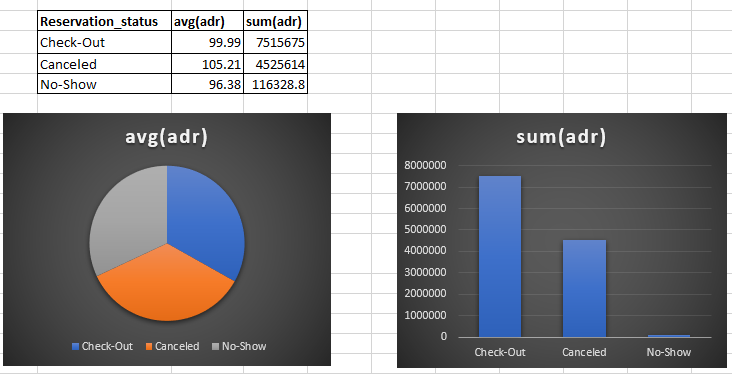 Reservation_status avg(adr) sum(adr)
Check-Out 99.99 7515675
Canceled 105.21 4525614
No-Show 96.38 116328.8
avg(adr)
Check-Out Canceled No-Show
sum(adr)
8000000
7000000
6000000
5000000
4000000
3000000
2000000
1000000
0
Check-Out Canceled No-Show